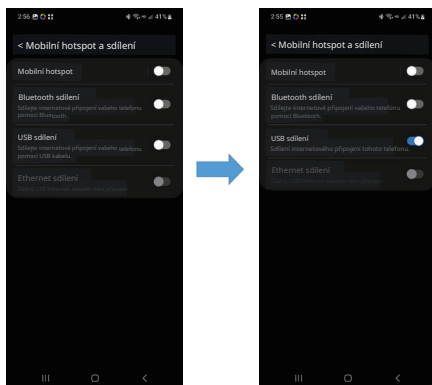 2:56 41%
< Mobilní hotspot a sdílení
Mobilní hotspot
Bluetooth sdílení
Sdílejte internetové připojení vašeho telefonu
pomocí Bluetooth.
USB sdílení
Sdílejte internetové připojení vašeho telefonu
pomocí USB kabelu.
Ethernet sdílení
2:55 41%
< Mobilní hotspot a sdílení
Mobilní hotspot
Bluetooth sdílení
Sdílejte internetové připojení vašeho telefonu
pomocí Bluetooth.
USB sdílení
Sdílení internetového připojení tohoto telefonu.
Ethernet sdílení